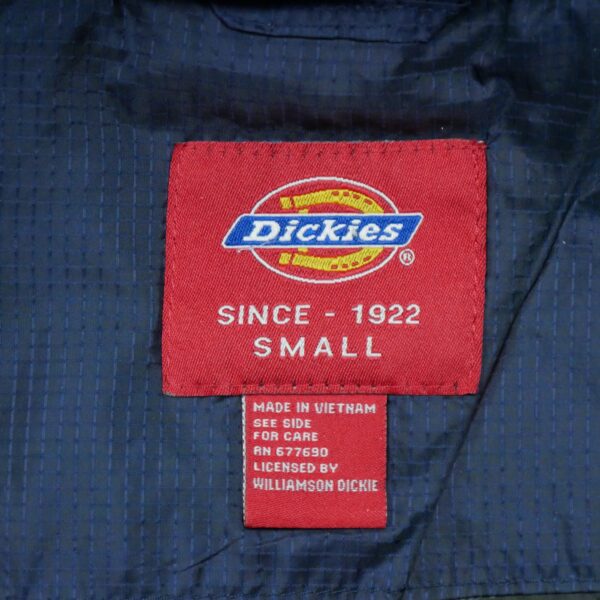 Dickies
®
SINCE - 1922
SMALL
MADE IN VIETNAM
SEE SIDE
FOR CARE
RN 677690
LICENSED BY
WILLIAMSON DICKIE